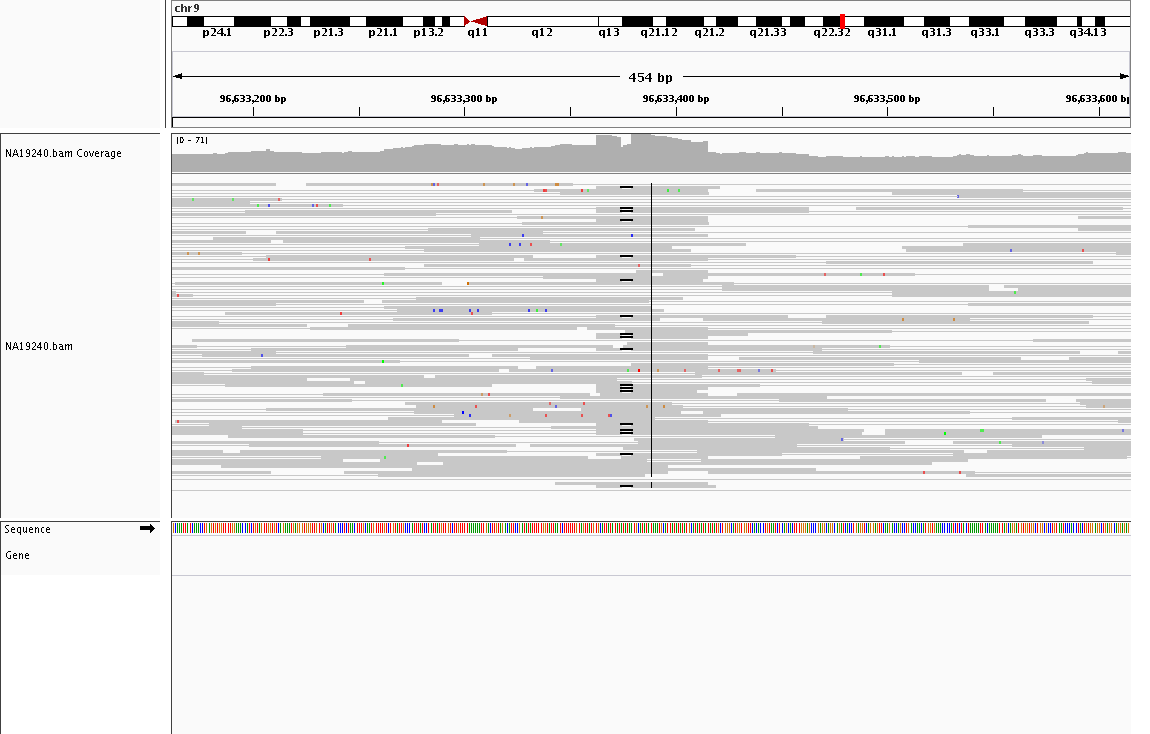 chr9
p24.1 p22.3 p21.3 p21.1 p13.2 q11 q12 q13 q21.12 q21.2 q21.33 q22.32 q31.1 q31.3 q33.1 q33.3 q34.13
454 bp
96,633,200 bp 96,633,300 bp 96,633,400 bp 96,633,500 bp 96,633,600 bp
[0 - 71]
NA19240.bam Coverage
NA19240.bam
Sequence
Gene